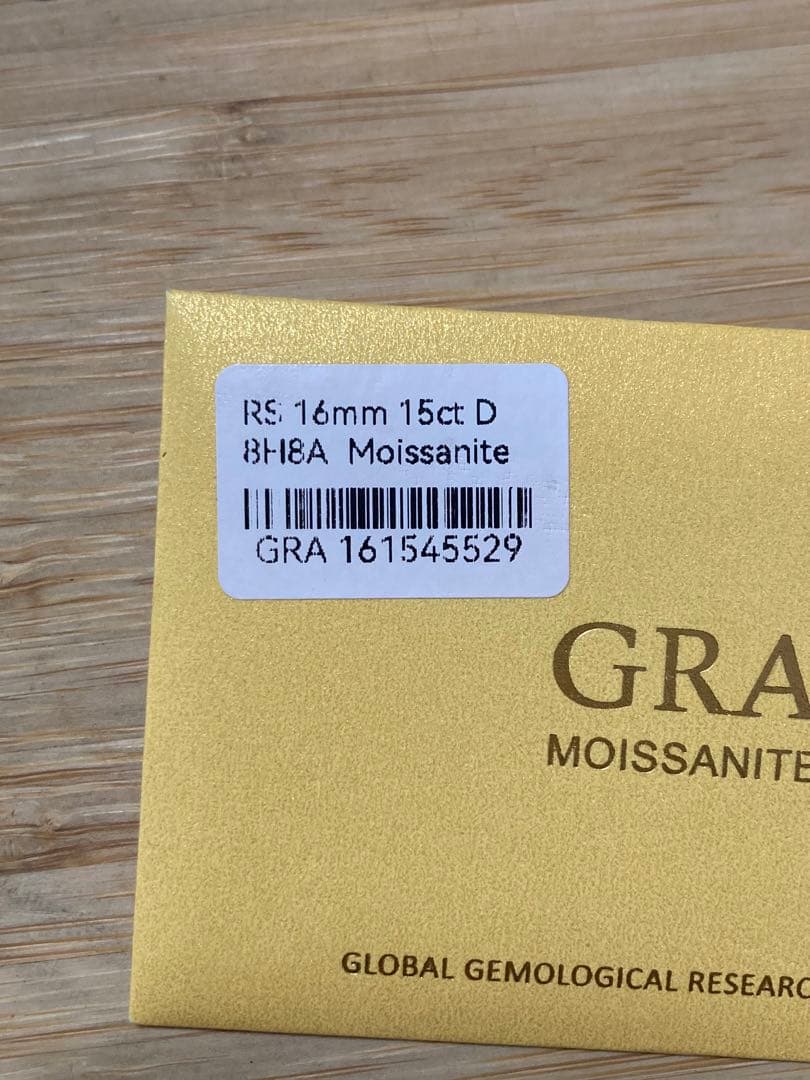 RS 16mm 15ct D
8H8A Moissanite
GRA 161545529
GRA
MOISSANITE
GLOBAL GEMOLOGICAL RESEARC